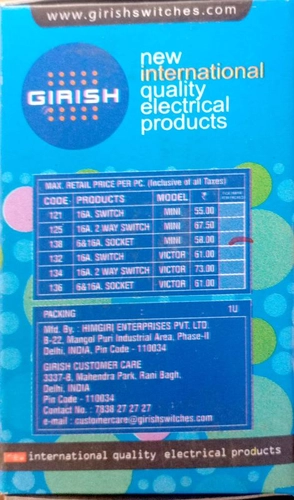 www.girishswitches.com
GIRISH
new
international
quality
electrical
products
MAX. RETAIL PRICE PER PC. (Inclusive of all Taxes)
CODE PRODUCTS MODEL ₹
121 16A. SWITCH MINI 55.00
125 16A. 2 WAY SWITCH MINI 67.50
138 6&16A. SOCKET MINI 58.00
132 16A. SWITCH VICTOR 61.00
134 16A. 2 WAY SWITCH VICTOR 73.00
136 6&16A. SOCKET VICTOR 61.00
PACKING : 1U
Mfd. By : HIMGIRI ENTERPRISES PVT. LTD.
B-22, Mangol Puri Industrial Area, Phase-II
Delhi, INDIA, Pin Code - 110034
GIRISH CUSTOMER CARE
3337-B, Mahendra Park, Rani Bagh,
Delhi, INDIA
Pin Code - 110034
Contact No. : 7838 27 27 27
e-mail : customercare@girishswitches.com
new international quality electrical products